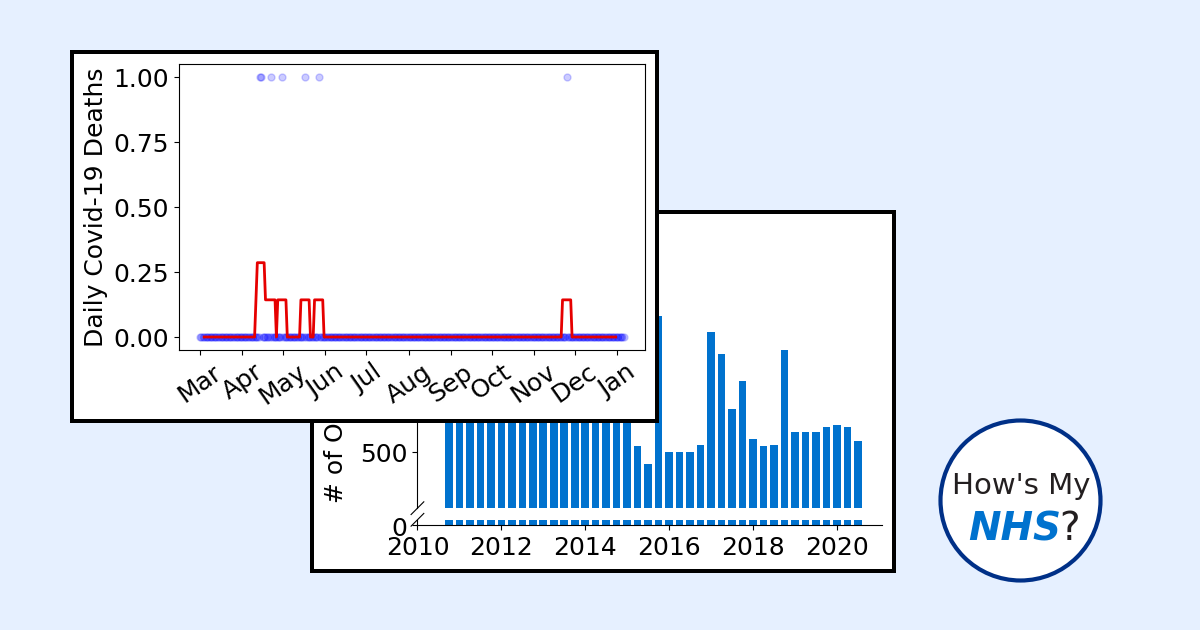 Daily Covid-19 Deaths
1.00
0.75
0.50
0.25
0.00
Mar Apr May Jun Jul Aug Sep Oct Nov Dec Jan
# of O
500
0
2010 2012 2014 2016 2018 2020
How's My
NHS?